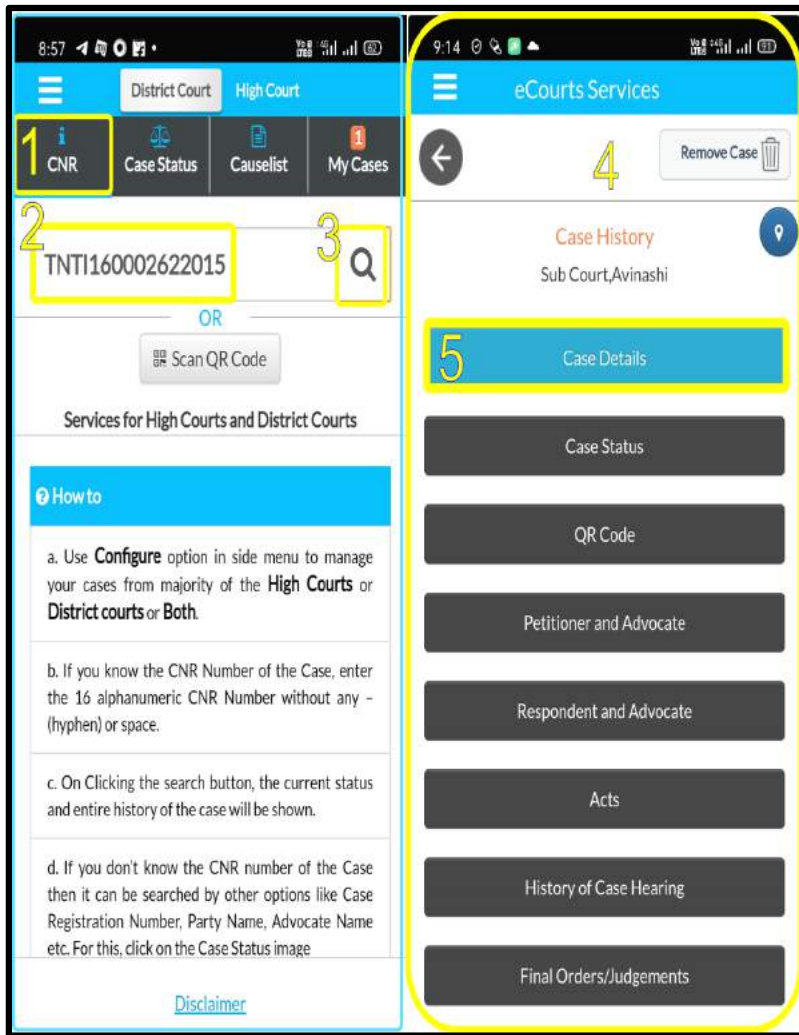 8:57
District Court
High Court
1
CNR
Case Status
Causelist
1
My Cases
2
TNTI160002622015
3
OR
Scan QR Code
Services for High Courts and District Courts
How to
a. Use Configure option in side menu to manage
your cases from majority of the High Courts or
District courts or Both.
b. If you know the CNR Number of the Case, enter
the 16 alphanumeric CNR Number without any –
(hyphen) or space.
c. On Clicking the search button, the current status
and entire history of the case will be shown.
d. If you don't know the CNR number of the Case
then it can be searched by other options like Case
Registration Number, Party Name, Advocate Name
etc. For this, click on the Case Status image
Disclaimer
9:14
eCourts Services
4
Remove Case
Case History
Sub Court,Avinashi
5
Case Details
Case Status
QR Code
Petitioner and Advocate
Respondent and Advocate
Acts
History of Case Hearing
Final Orders/Judgements